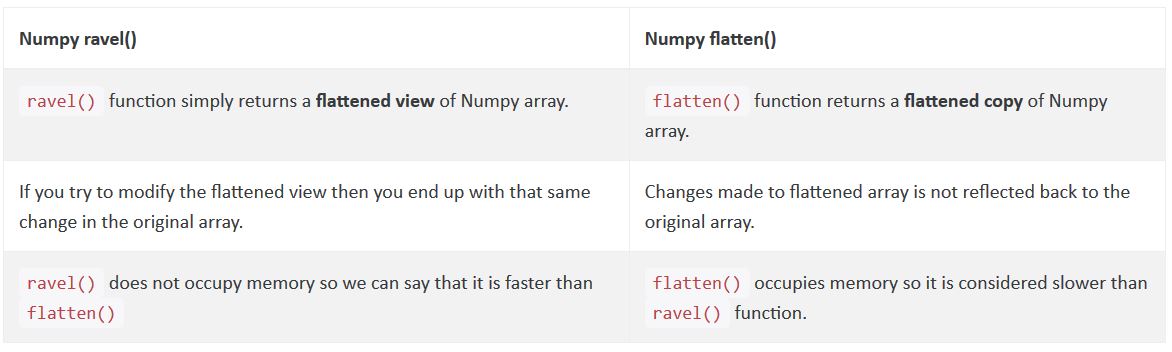 Numpy ravel()
Numpy flatten()
ravel() function simply returns a flattened view of Numpy array.
flatten() function returns a flattened copy of Numpy
array.
If you try to modify the flattened view then you end up with that same
change in the original array.
Changes made to flattened array is not reflected back to the
original array.
ravel() does not occupy memory so we can say that it is faster than
flatten()
flatten() occupies memory so it is considered slower than
ravel() function.